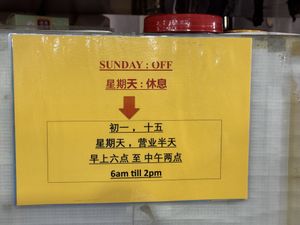 SUNDAY : OFF
星期天 : 休息
初一 , 十五
星期天 , 营业半天
早上六点 至 中午两点
6am till 2pm